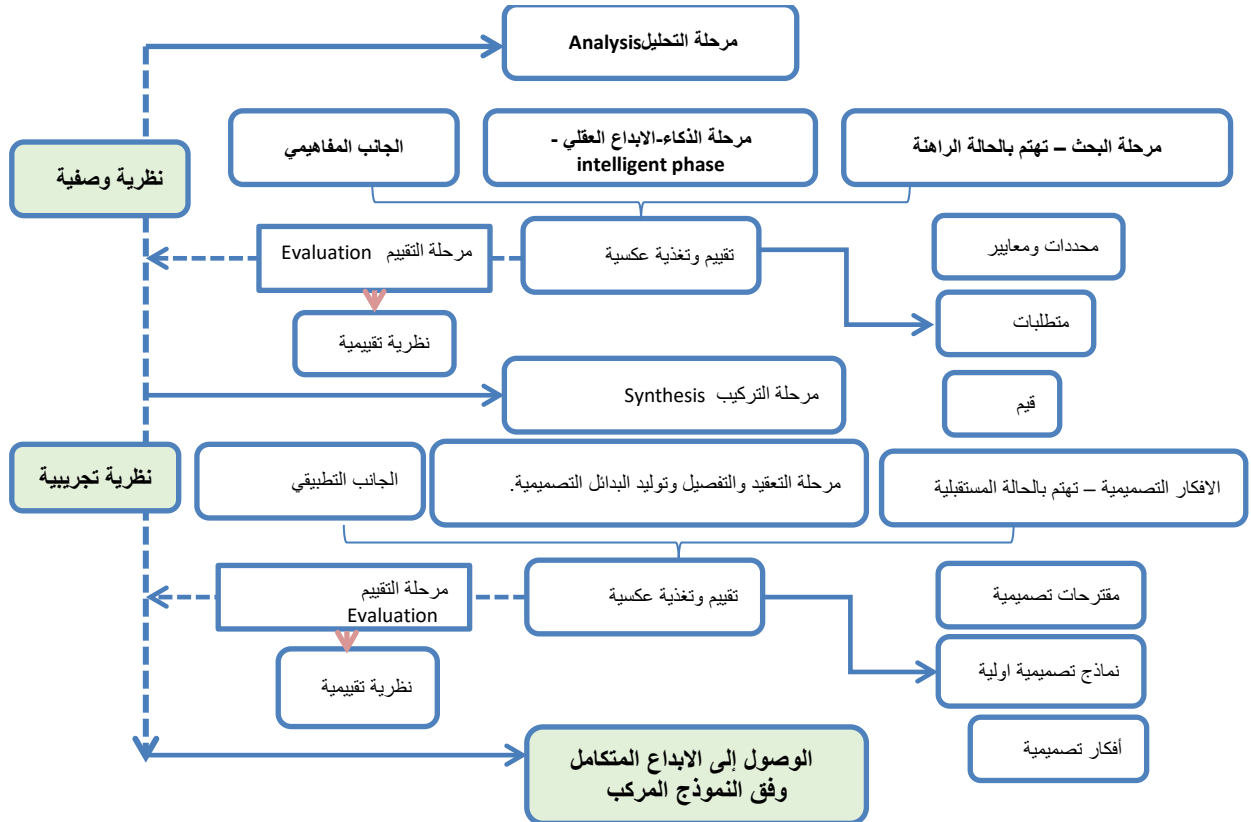 مرحلة التحليلAnalysis
مرحلة البحث – تهتم بالحالة الراهنة
مرحلة الذكاء-الابداع العقلي -
intelligent phase
الجانب المفاهيمي
نظرية وصفية
محددات ومعايير
تقييم وتغذية عكسية
مرحلة التقييم Evaluation
متطلبات
نظرية تقييمية
مرحلة التركيب Synthesis
قيم
نظرية تجريبية
الافكار التصميمية – تهتم بالحالة المستقبلية
مرحلة التعقيد والتفصيل وتوليد البدائل التصميمية.
الجانب التطبيقي
مقترحات تصميمية
تقييم وتغذية عكسية
مرحلة التقييم
Evaluation
نماذج تصميمية اولية
نظرية تقييمية
أفكار تصميمية
الوصول إلى الابداع المتكامل
وفق النموذج المركب